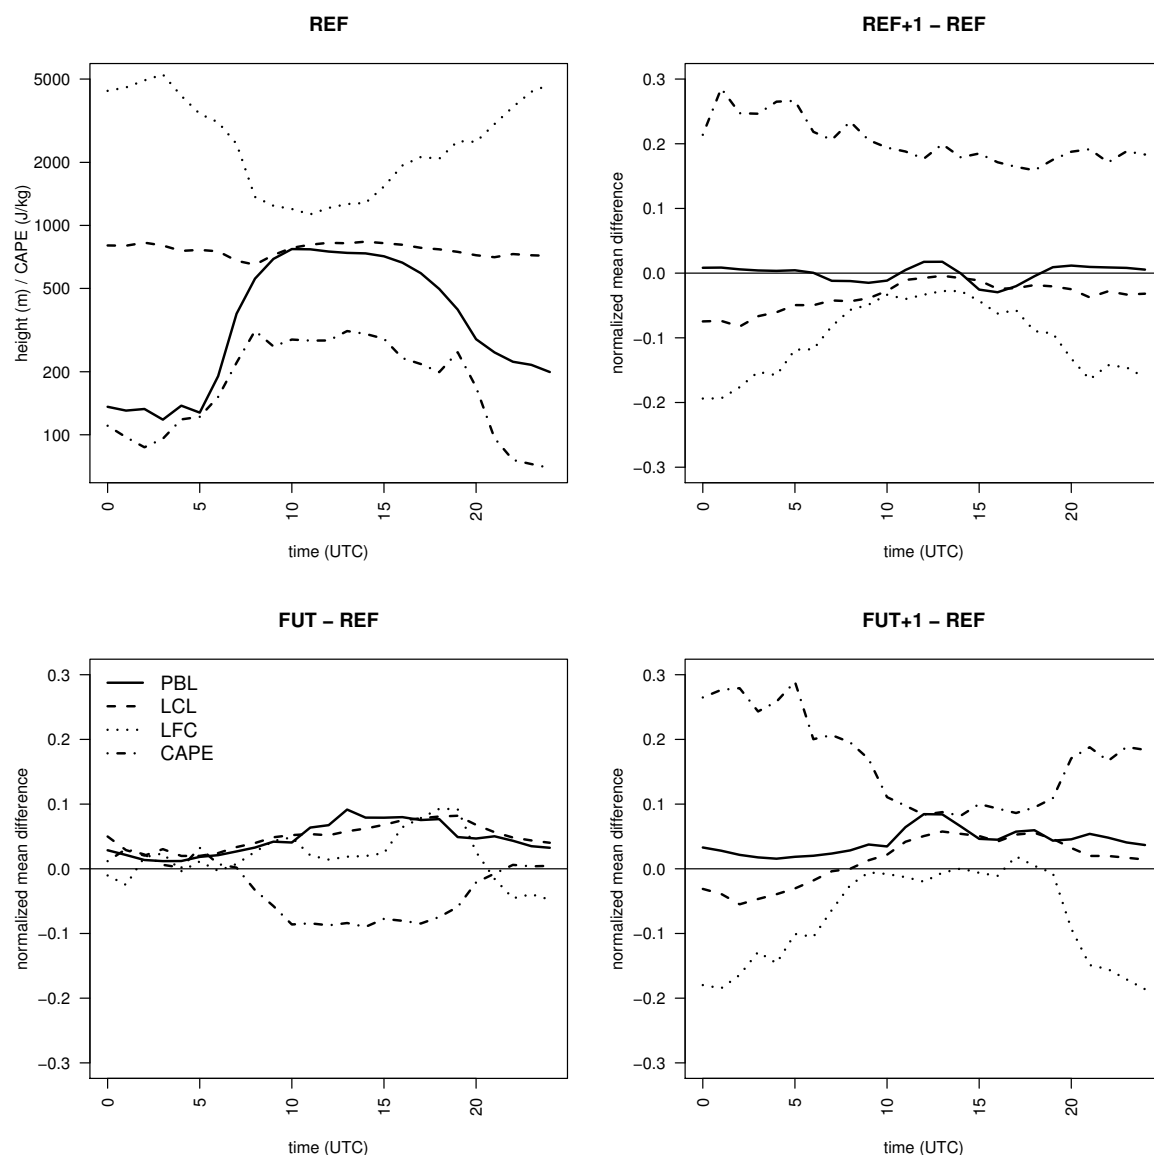 REF
5000
2000
1000
500
200
100
height (m) / CAPE (J/kg)
0
5
10
15
20
time (UTC)
REF+1 − REF
0.3
0.2
0.1
0.0
−0.1
−0.2
−0.3
normalized mean difference
0
5
10
15
20
time (UTC)
FUT − REF
PBL
LCL
LFC
CAPE
0.3
0.2
0.1
0.0
−0.1
−0.2
−0.3
normalized mean difference
0
5
10
15
20
time (UTC)
FUT+1 − REF
0.3
0.2
0.1
0.0
−0.1
−0.2
−0.3
normalized mean difference
0
5
10
15
20
time (UTC)